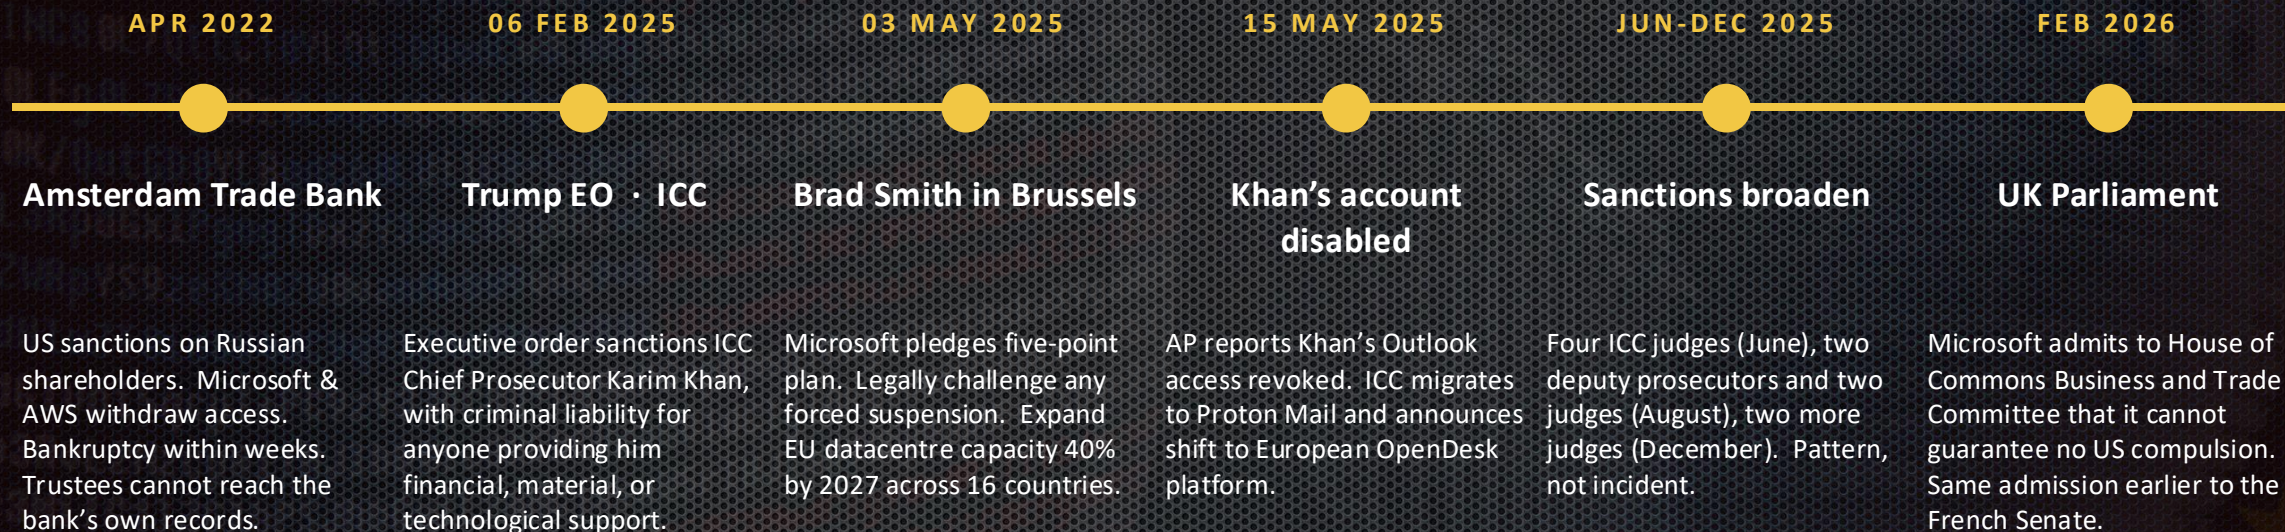 APR 2022
Amsterdam Trade Bank
US sanctions on Russian
shareholders. Microsoft &
AWS withdraw access.
Bankruptcy within weeks.
Trustees cannot reach the
bank’s own records.
06 FEB 2025
Trump EO · ICC
Executive order sanctions ICC
Chief Prosecutor Karim Khan,
with criminal liability for
anyone providing him
financial, material, or
technological support.
03 MAY 2025
Brad Smith in Brussels
Microsoft pledges five-point
plan. Legally challenge any
forced suspension. Expand
EU datacentre capacity 40%
by 2027 across 16 countries.
15 MAY 2025
Khan’s account
disabled
AP reports Khan’s Outlook
access revoked. ICC migrates
to Proton Mail and announces
shift to European OpenDesk
platform.
JUN-DEC 2025
Sanctions broaden
Four ICC judges (June), two
deputy prosecutors and two
judges (August), two more
judges (December). Pattern,
not incident.
FEB 2026
UK Parliament
Microsoft admits to House of
Commons Business and Trade
Committee that it cannot
guarantee no US compulsion.
Same admission earlier to the
French Senate.